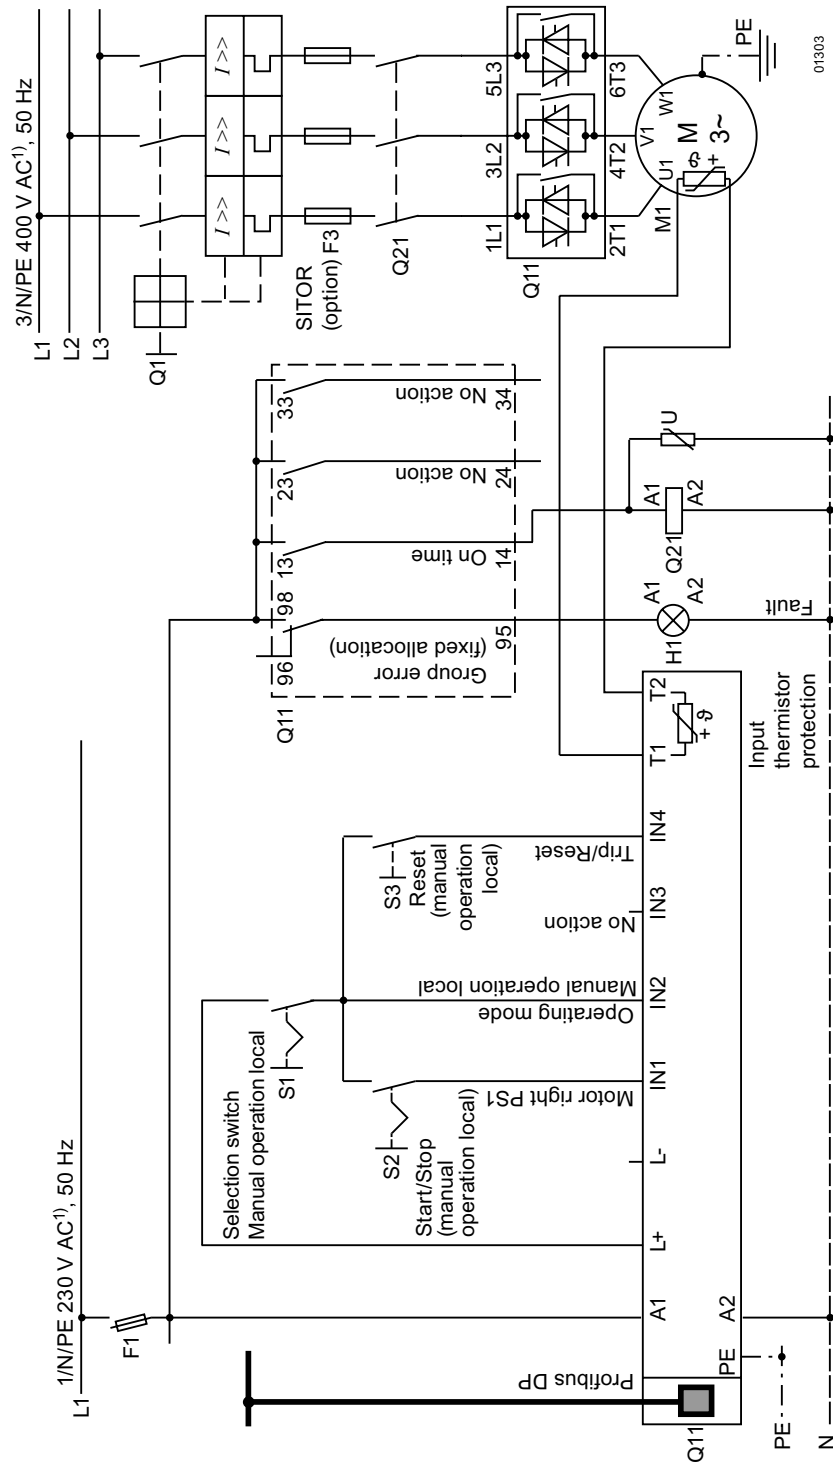 1/N/PE 230 V AC1), 50 Hz
L1
F1
Profibus DP
Q11
PE
PE
N
A1
A2
L+
L-
IN1
IN2
IN3
IN4
T1
T2
+ ϑ
Input
thermistor
protection
Selection switch
Manual operation local
S1
S2
Start/Stop
(manual
operation local)
Motor right PS1
Operating mode
Manual operation local
No action
S3
Reset
(manual
operation
local)
Trip/Reset
Q11
96
98
95
Group error
(fixed allocation)
13
14
On time
23
24
No action
33
34
No action
H1
A1
A2
Fault
Q21
A1
A2
U
3/N/PE 400 V AC1), 50 Hz
L1
L2
L3
Q1
I >>
I >>
I >>
SITOR
(option) F3
Q21
Q11
1L1
3L2
5L3
2T1
4T2
6T3
M1
U1
V1
W1
M
3~
ϑ +
PE
01303